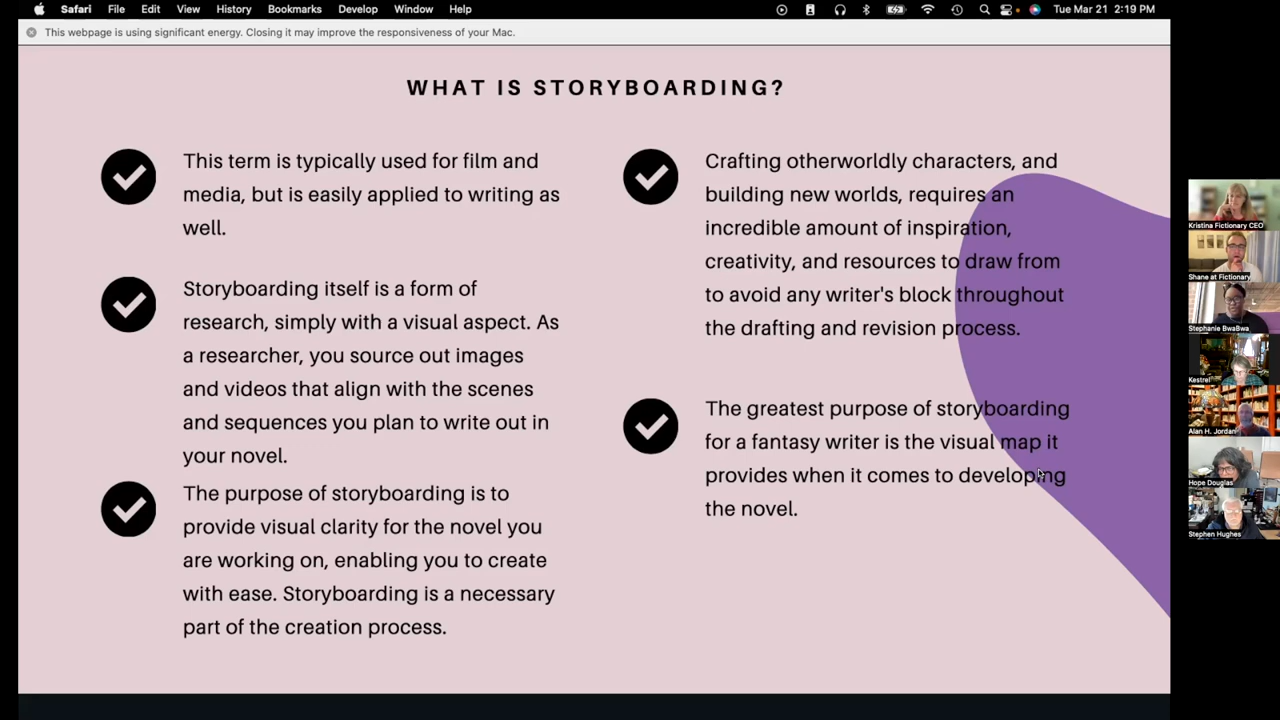 Safari File Edit View History Bookmarks Develop Window Help Tue Mar 21 2:19 PM
This webpage is using significant energy. Closing it may improve the responsiveness of your Mac.
WHAT IS STORYBOARDING?
This term is typically used for film and
media, but is easily applied to writing as
well.
Storyboarding itself is a form of
research, simply with a visual aspect. As
a researcher, you source out images
and videos that align with the scenes
and sequences you plan to write out in
your novel.
The purpose of storyboarding is to
provide visual clarity for the novel you
are working on, enabling you to create
with ease. Storyboarding is a necessary
part of the creation process.
Crafting otherworldly characters, and
building new worlds, requires an
incredible amount of inspiration,
creativity, and resources to draw from
to avoid any writer's block throughout
the drafting and revision process.
The greatest purpose of storyboarding
for a fantasy writer is the visual map it
provides when it comes to developing
the novel.
Kristina Fictionary CEO
Shane at Fictionary
Stephanie BwaBwa
Kestrel
Alan H. Jordan
Hope Douglas
Stephen Hughes